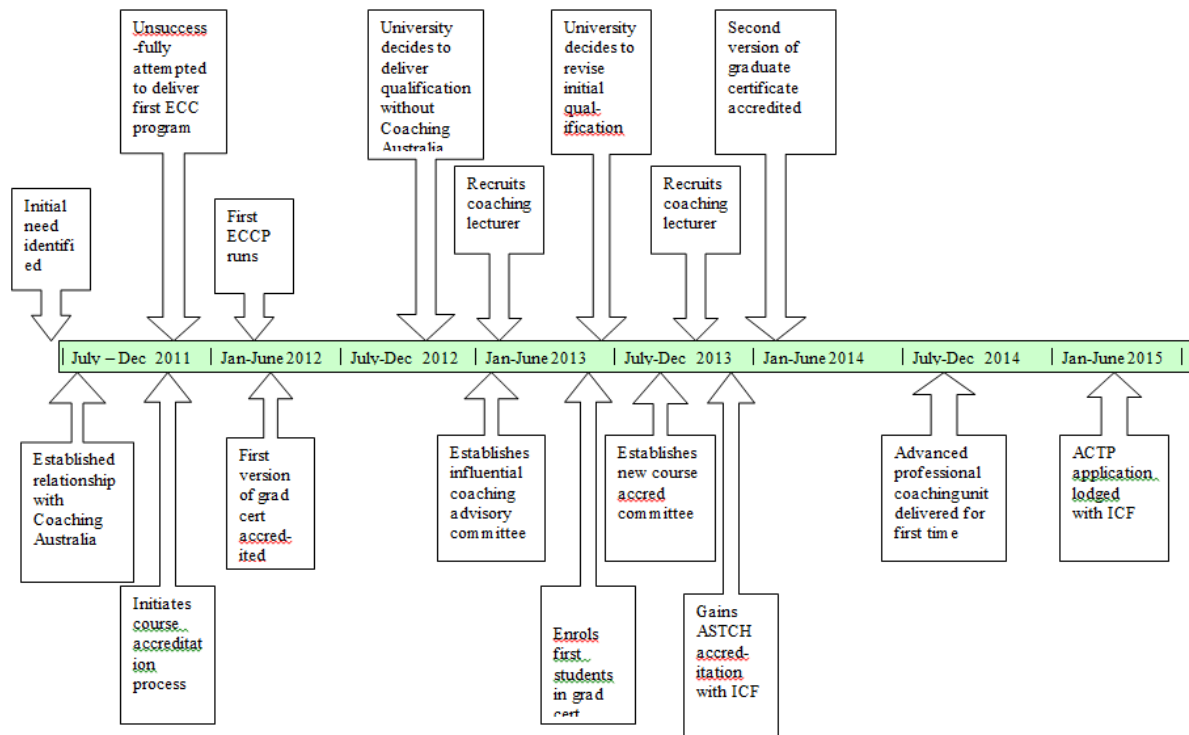 Unsuccess
-fully
attempted
to deliver
first ECC
program
University
decides to
deliver
qualification
without
Coaching
Australia
University
decides to
revise
initial
qual-
ification
Second
version of
graduate
certificate
accredited
Initial
need
identifi
ed
First
ECCP
runs
Recruits
coaching
lecturer
Recruits
coaching
lecturer
July – Dec 2011
Jan-June 2012
July-Dec 2012
Jan-June 2013
July-Dec 2013
Jan-June 2014
July-Dec 2014
Jan-June 2015
Established
relationship
with
Coaching
Australia
First
version
of grad
cert
accred-
ited
Establishes
influential
coaching
advisory
committee
Establishes
new course
accred
committee
Advanced
professional
coachingunit
delivered for
first time
ACTP
application
lodged
with ICF
Initiates
course
accreditat
ion
process
Enrols
first
students
in grad
cert
Gains
ASTCH
accred-
itation
with ICF